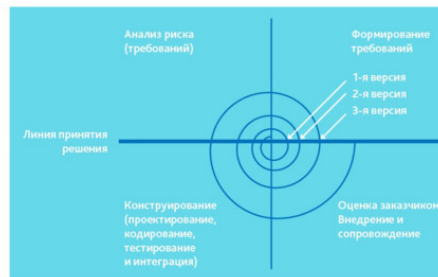 Анализ риска
(требований)
Формирование
требований
1-я версия
2-я версия
3-я версия
Линия принятия
решения
Конструирование
(проектирование,
кодирование,
тестирование
и интеграция)
Оценка заказчиком
Внедрение и
сопровождение